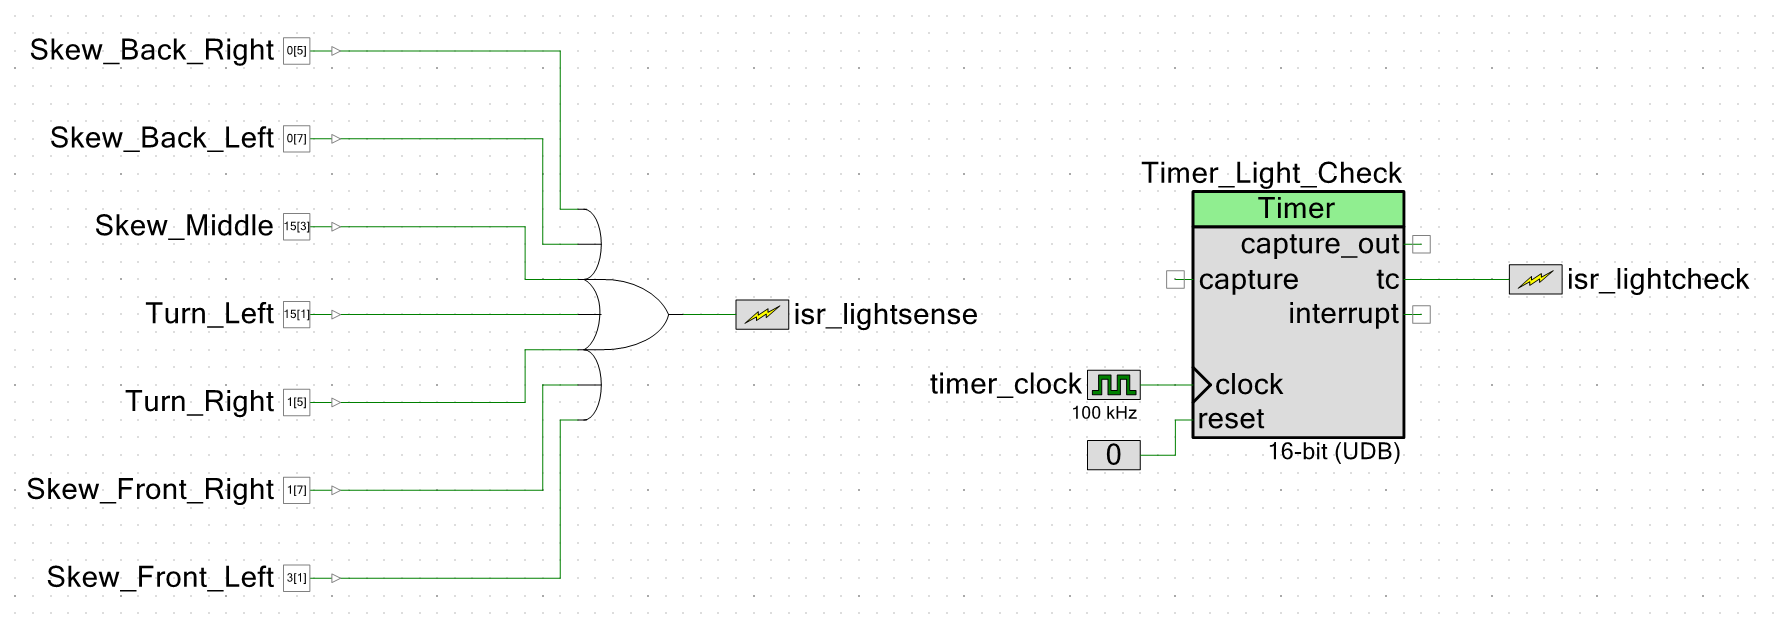 Skew_Back_Right 0[5]
Skew_Back_Left 0[7]
Skew_Middle 15[3]
Turn_Left 15[1]
Turn_Right 1[5]
Skew_Front_Right 1[7]
Skew_Front_Left 3[1]
isr_lightsense
Timer_Light_Check
Timer
capture_out
capture tc
interrupt
clock
reset
16-bit (UDB)
timer_clock
100 kHz
0
isr_lightcheck